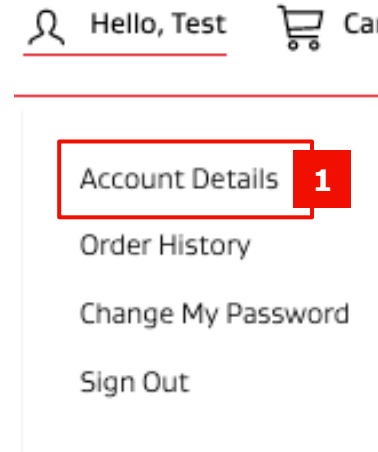 Hello, Test
Account Details 1
Order History
Change My Password
Sign Out